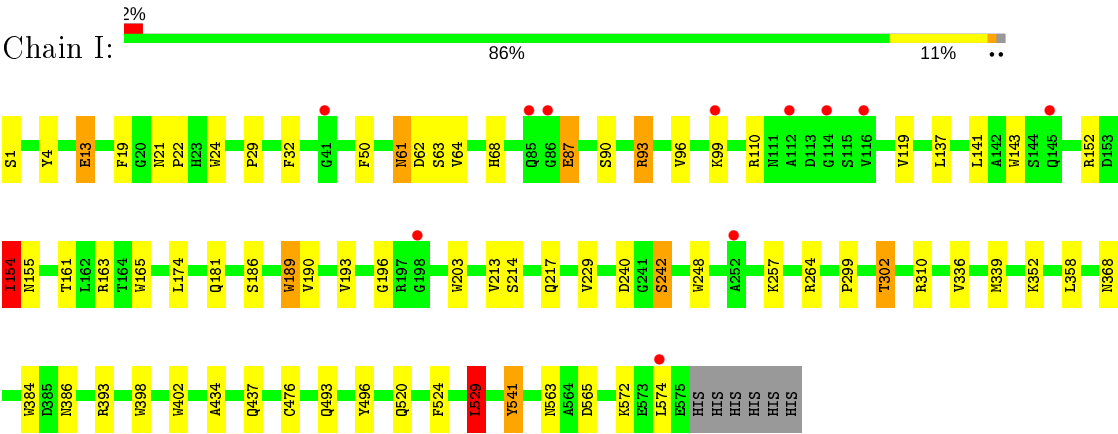 2%
Chain I:
86% 11% ••
S1 Y4 E13 F19 G20 N21 P22 H23 W24 P29 F32 G41 F50 N61 D62 S63 V64 H68 Q85 G86 E87 S90 R93 V96 K99 R110 N111 A112 D113 G114 S115 V116 V119 L137 L141 A142 W143 S144 Q145 R152 D153
I154 N155 T161 L162 R163 T164 W165 L174 Q181 S186 W189 V190 V193 G196 R197 G198 W203 V213 S214 Q217 V229 D240 G241 S242 W248 A252 K257 R264 P299 T302 R310 V336 M339 K352 L358 N368
W384 D385 N386 R393 W398 W402 A434 Q437 C476 Q493 Y496 Q520 F524 L529 Y541 N563 A564 D565 K572 E573 L574 E575 HIS HIS HIS HIS HIS HIS